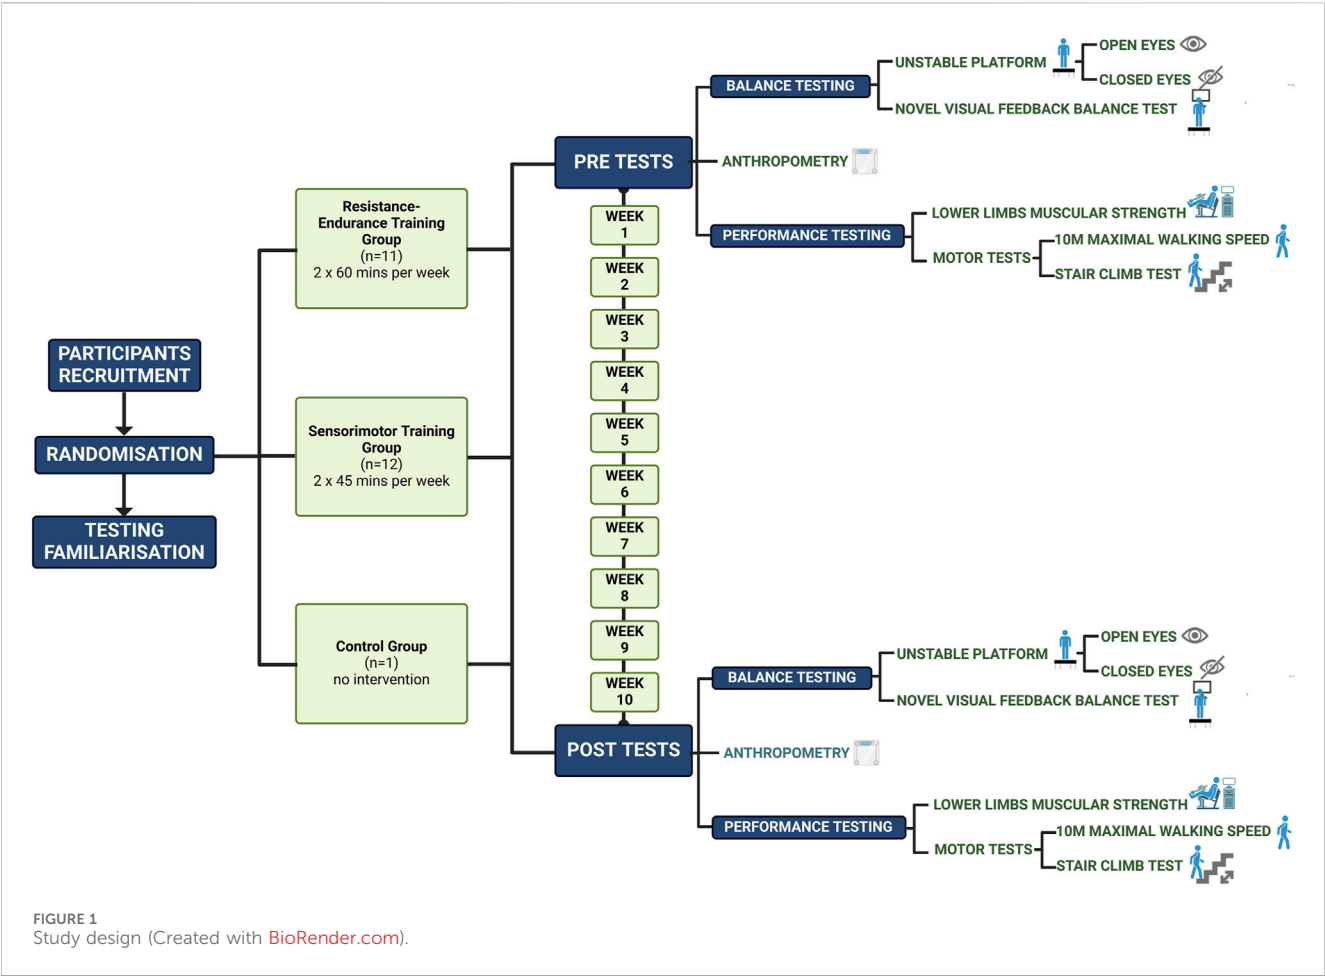 PARTICIPANTS
RECRUITMENT
RANDOMISATION
TESTING
FAMILIARISATION
Resistance-
Endurance Training
Group
(n=11)
2 x 60 mins per week
Sensorimotor Training
Group
(n=12)
2 x 45 mins per week
Control Group
(n=1)
no intervention
PRE TESTS
WEEK
1
WEEK
2
WEEK
3
WEEK
4
WEEK
5
WEEK
6
WEEK
7
WEEK
8
WEEK
9
WEEK
10
POST TESTS
BALANCE TESTING
UNSTABLE PLATFORM
OPEN EYES
CLOSED EYES
NOVEL VISUAL FEEDBACK BALANCE TEST
ANTHROPOMETRY
PERFORMANCE TESTING
LOWER LIMBS MUSCULAR STRENGTH
MOTOR TESTS
10M MAXIMAL WALKING SPEED
STAIR CLIMB TEST
BALANCE TESTING
UNSTABLE PLATFORM
OPEN EYES
CLOSED EYES
NOVEL VISUAL FEEDBACK BALANCE TEST
ANTHROPOMETRY
PERFORMANCE TESTING
LOWER LIMBS MUSCULAR STRENGTH
MOTOR TESTS
10M MAXIMAL WALKING SPEED
STAIR CLIMB TEST
FIGURE 1
Study design (Created with BioRender.com).